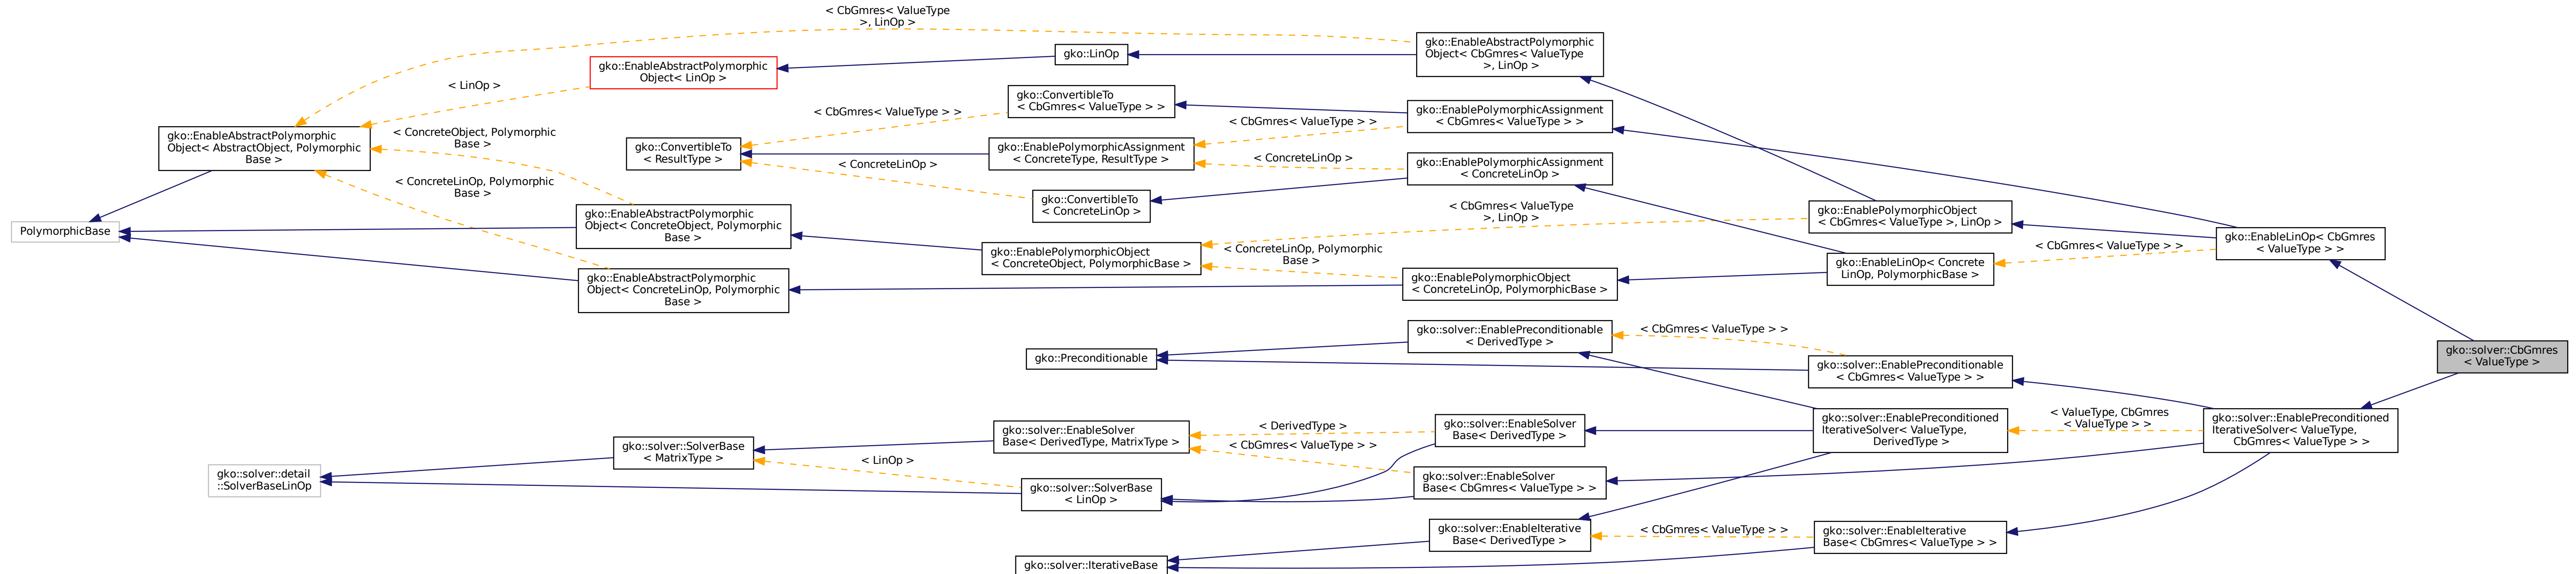 < CbGmres< ValueType
>, LinOp >
gko::EnableAbstractPolymorphic
Object< CbGmres< ValueType
>, LinOp >
gko::LinOp
gko::EnableAbstractPolymorphic
Object< LinOp >
< LinOp >
gko::ConvertibleTo
< CbGmres< ValueType > >
< CbGmres< ValueType > >
gko::EnablePolymorphicAssignment
< CbGmres< ValueType > >
< CbGmres< ValueType > >
gko::EnableAbstractPolymorphic
Object< AbstractObject, Polymorphic
Base >
< ConcreteObject, Polymorphic
Base >
gko::ConvertibleTo
< ResultType >
gko::EnablePolymorphicAssignment
< ConcreteType, ResultType >
< ConcreteLinOp >
< ConcreteLinOp >
gko::EnablePolymorphicAssignment
< ConcreteLinOp >
< ConcreteLinOp, Polymorphic
Base >
gko::ConvertibleTo
< ConcreteLinOp >
PolymorphicBase
gko::EnableAbstractPolymorphic
Object< ConcreteObject, Polymorphic
Base >
< CbGmres< ValueType
>, LinOp >
gko::EnablePolymorphicObject
< CbGmres< ValueType >, LinOp >
gko::EnableLinOp< CbGmres
< ValueType > >
< CbGmres< ValueType > >
gko::EnablePolymorphicObject
< ConcreteObject, PolymorphicBase >
< ConcreteLinOp, Polymorphic
Base >
gko::EnableLinOp< Concrete
LinOp, PolymorphicBase >
gko::EnableAbstractPolymorphic
Object< ConcreteLinOp, Polymorphic
Base >
gko::EnablePolymorphicObject
< ConcreteLinOp, PolymorphicBase >
gko::solver::EnablePreconditionable
< DerivedType >
< CbGmres< ValueType > >
gko::Preconditionable
gko::solver::EnablePreconditionable
< CbGmres< ValueType > >
gko::solver::CbGmres
< ValueType >
gko::solver::EnableSolver
Base< DerivedType, MatrixType >
< DerivedType >
gko::solver::EnableSolver
Base< DerivedType >
gko::solver::EnablePreconditioned
IterativeSolver< ValueType,
DerivedType >
< ValueType, CbGmres
< ValueType > >
gko::solver::EnablePreconditioned
IterativeSolver< ValueType,
CbGmres< ValueType > >
gko::solver::SolverBase
< MatrixType >
< CbGmres< ValueType > >
< LinOp >
gko::solver::detail
::SolverBaseLinOp
gko::solver::SolverBase
< LinOp >
gko::solver::EnableSolver
Base< CbGmres< ValueType > >
gko::solver::EnableIterative
Base< DerivedType >
< CbGmres< ValueType > >
gko::solver::EnableIterative
Base< CbGmres< ValueType > >
gko::solver::IterativeBase